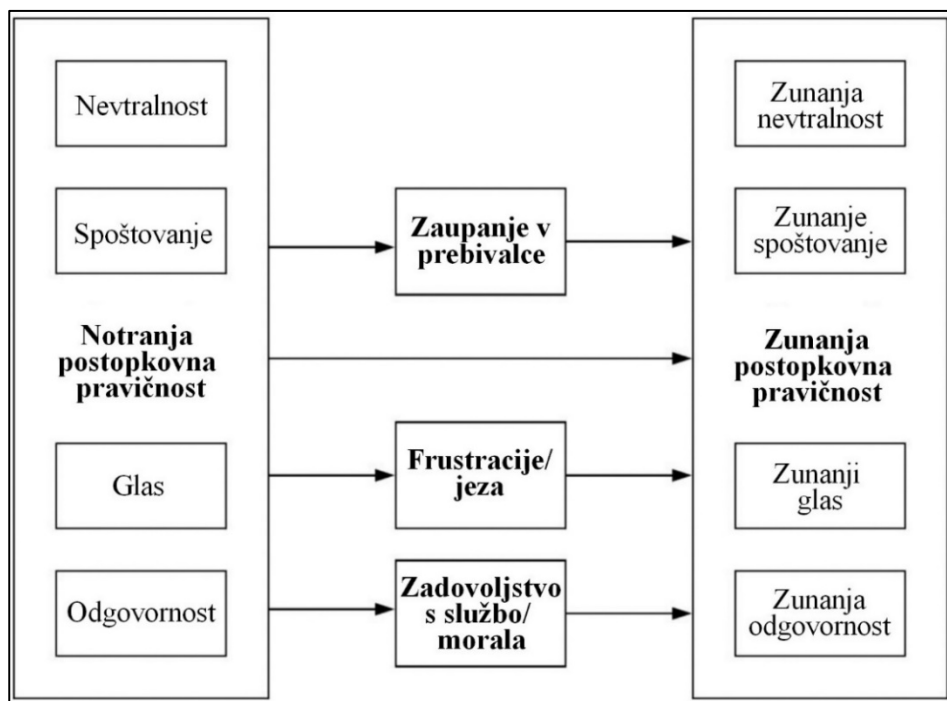 Nevtralnost
Spoštovanje
Notranja
postopkovna
pravičnost
Glas
Odgovornost
Zaupanje v
prebivalce
Frustracije/
jeza
Zadovoljstvo
s službo/
morala
Zunanja
nevtralnost
Zunanje
spoštovanje
Zunanja
postopkovna
pravičnost
Zunanji
glas
Zunanja
odgovornost